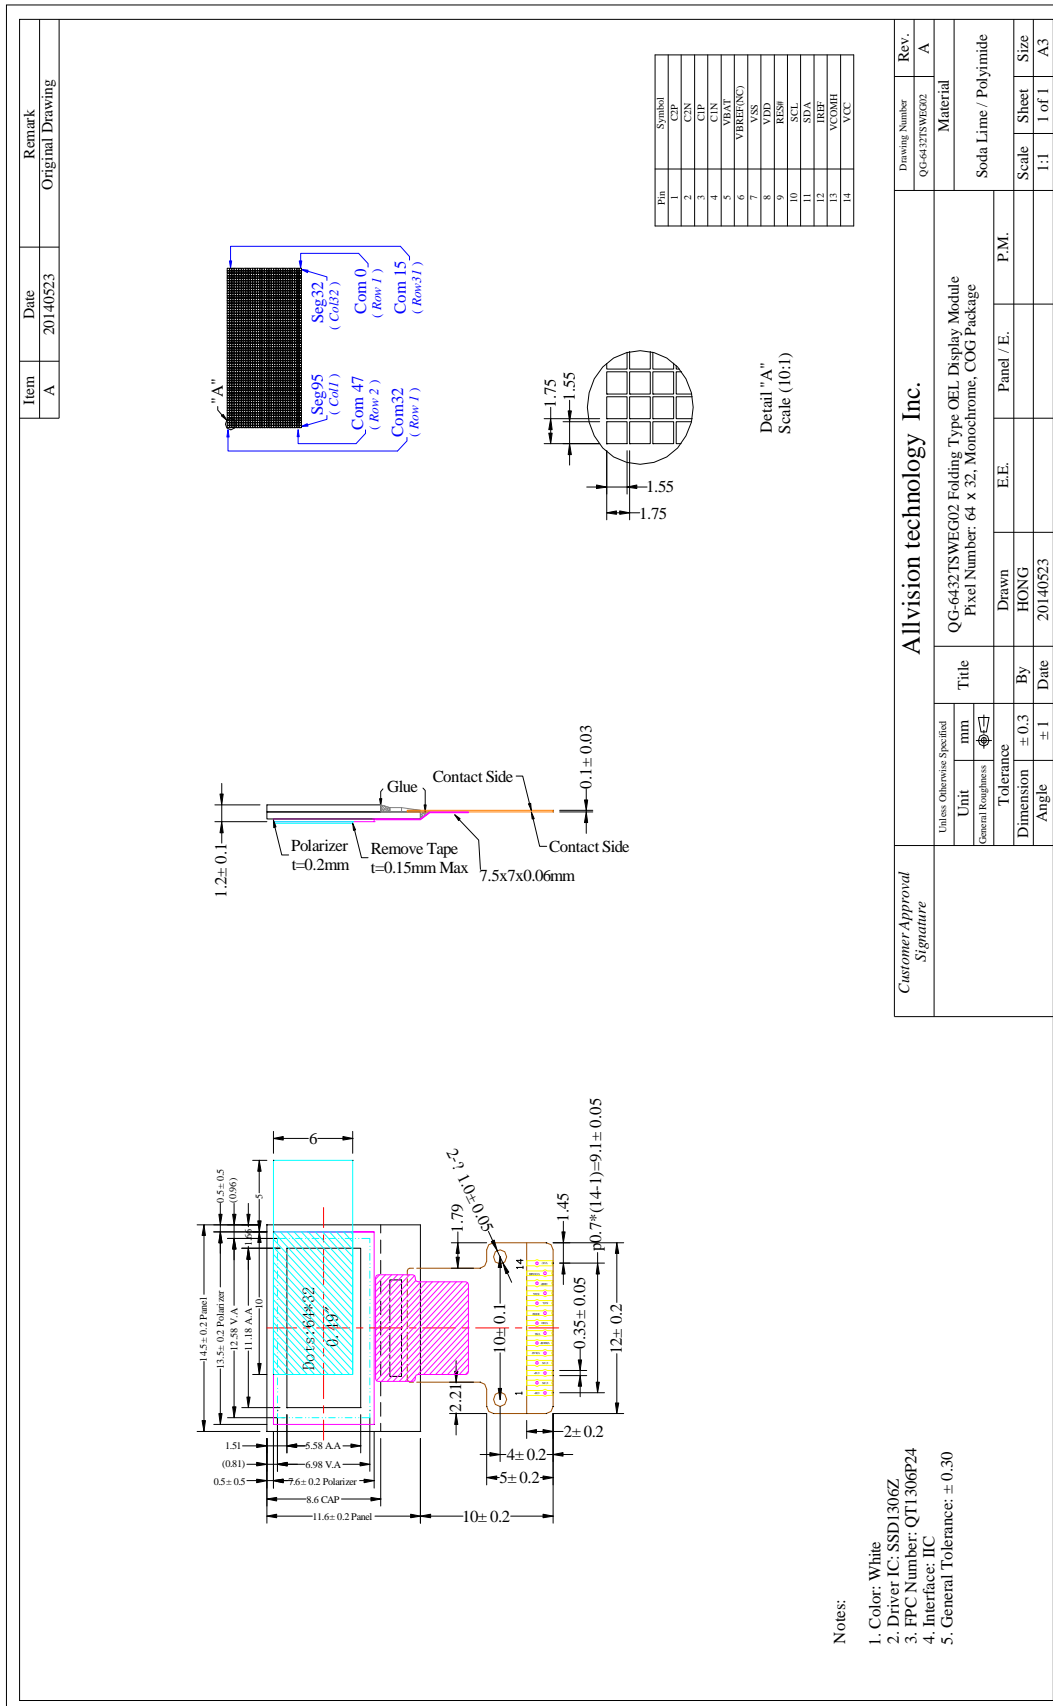 Item Date Remark
A 20140523 Original Drawing
"A"
Seg95
( Col1 )
Seg32
( Col32 )
Com 47
( Row 2 )
Com 0
( Row 1 )
Com32
( Row 1 )
Com 15
( Row31 )
Pin Symbol
1 C2P
2 C2N
3 C1P
4 C1N
5 VBAT
6 VBREF(NC)
7 VSS
8 VDD
9 RES#
10 SCL
11 SDA
12 IREF
13 VCOMH
14 VCC
1.75
1.55
1.55
1.75
Detail "A"
Scale (10:1)
1.2± 0.1
Polarizer
t=0.2mm
Remove Tape
t=0.15mm Max
Glue
Contact Side
7.5x7x0.06mm
Contact Side
0.1± 0.03
14.5± 0.2 Panel
13.5± 0.2 Polarizer
12.58 V.A
11.18 A.A
10
1.66
0.5± 0.5
(0.96)
5
6
Dots:64*32
0.49"
1.51
5.58 A.A
(0.81)
6.98 V.A
0.5± 0.5
7.6± 0.2 Polarizer
8.6 CAP
11.6± 0.2 Panel
10± 0.2
1.79
2.21
10± 0.1
1
14
1.45
p0.7*(14-1)=9.1± 0.05
0.35± 0.05
12± 0.2
2± 0.2
4± 0.2
5± 0.2
Notes:
1. Color: White
2. Driver IC: SSD1306Z
3. FPC Number: QT1306P24
4. Interface: IIC
5. General Tolerance: ± 0.30
Customer Approval
Signature
Allvision technology Inc.
Drawing Number Rev.
QG-6432TSWEG02 A
Unless Otherwise Specified
Unit mm
General Roughness
Tolerance
Dimension ± 0.3
Angle ± 1
Title
QG-6432TSWEG02 Folding Type OEL Display Module
Pixel Number: 64 x 32, Monochrome, COG Package
Material
Soda Lime / Polyimide
Drawn E.E. Panel / E. P.M.
By HONG
Date 20140523
Scale Sheet Size
1:1 1 of 1 A3